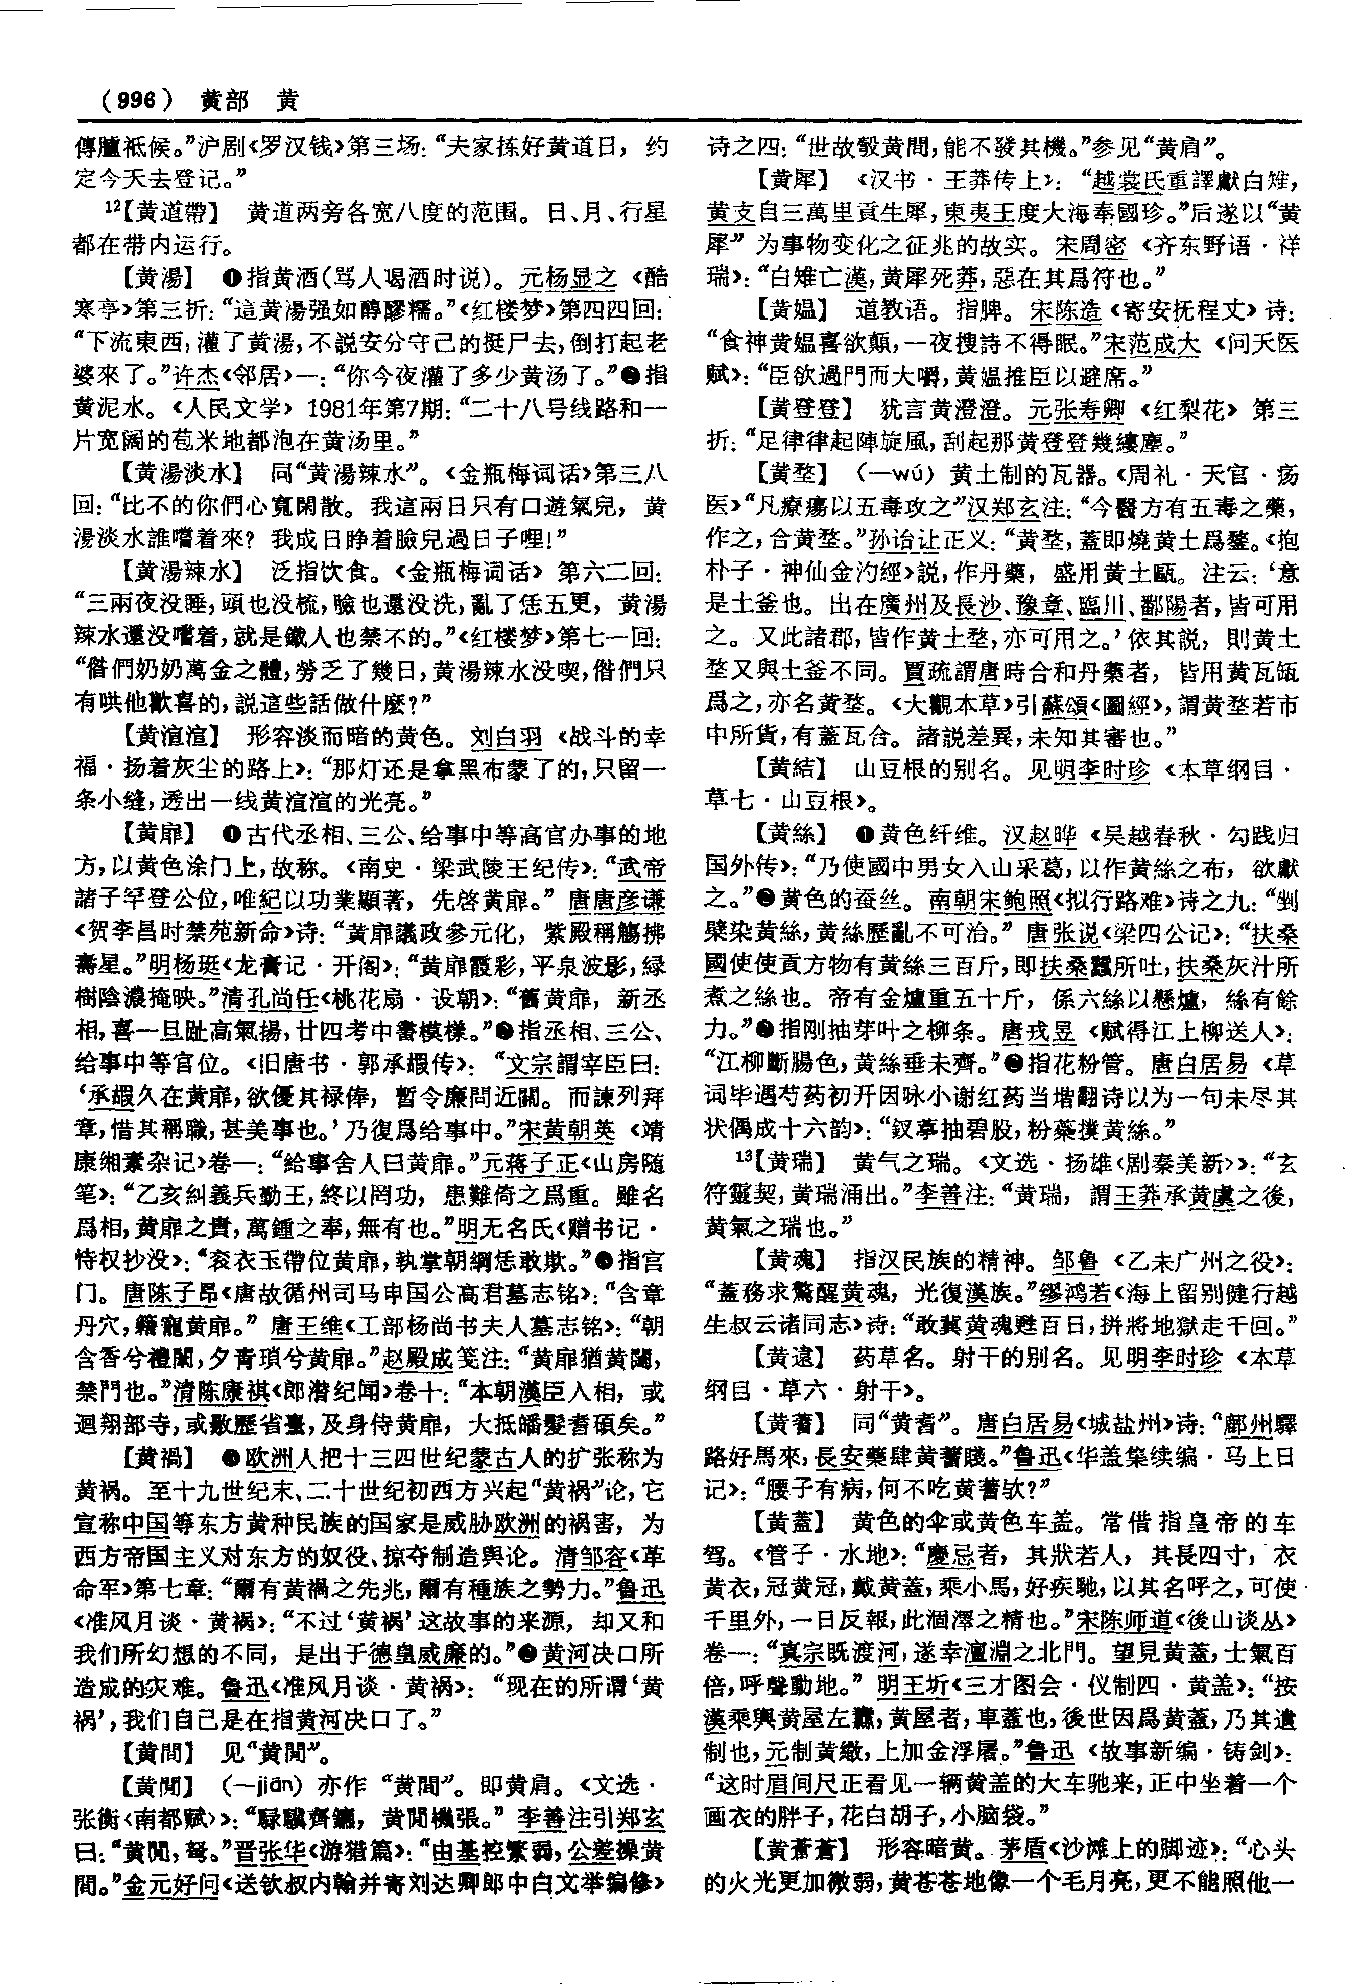 (996) 黄部 黄
傳臚祗候。”沪剧《罗汉钱》第三场：“夫家拣好黄道日，约
定今天去登记。”
¹²【黄道帶】 黄道两旁各宽八度的范围。日、月、行星
都在带内运行。
【黄湯】 ❶指黄酒(骂人喝酒时说)。元杨显之《酷
寒亭》第三折：“這黄湯强如醇醪糯。”《红楼梦》第四四回：
“下流東西，灌了黄湯，不説安分守己的挺尸去，倒打起老
婆來了。”许杰《邻居》一：“你今夜灌了多少黄汤了。”❷指
黄泥水。《人民文学》1981年第7期：“二十八号线路和一
片宽阔的苞米地都泡在黄汤里。”
【黄湯淡水】 同“黄湯辣水”。《金瓶梅词话》第三八
回：“比不的你們心寬閑散。我這兩日只有口遊氣兒，黄
湯淡水誰嚐着來？我成日睁着臉兒過日子哩！”
【黄湯辣水】 泛指饮食。《金瓶梅词话》第六二回：
“三兩夜没睡，頭也没梳，臉也還没洗，亂了恁五更，黄湯
辣水還没嚐着，就是鐵人也禁不的。”《红楼梦》第七一回：
“偺們奶奶萬金之體，勞乏了幾日，黄湯辣水没喫，偺們只
有哄他歡喜的，説這些話做什麽？”
【黄渲渲】 形容淡而暗的黄色。刘白羽《战斗的幸
福·扬着灰尘的路上》：“那灯还是拿黑布蒙了的，只留一
条小缝，透出一线黄渲渲的光亮。”
【黄扉】 ❶古代丞相、三公、给事中等高官办事的地
方，以黄色涂门上，故称。《南史·梁武陵王纪传》：“武帝
諸子罕登公位，唯紀以功業顯著，先啓黄扉。”唐唐彦谦
《贺李昌时禁苑新命》诗：“黄扉議政參元化，紫殿稱觴拂
壽星。”明杨珽《龙膏记·开阁》：“黄扉霞彩，平泉波影，緑
樹陰濃掩映。”清孔尚任《桃花扇·设朝》：“舊黄扉，新丞
相，喜一旦趾高氣揚，廿四考中書模樣。”❷指丞相、三公、
给事中等官位。《旧唐书·郭承嘏传》：“文宗謂宰臣曰：
‘承嘏久在黄扉，欲優其禄俸，暫令廉問近關。而諫列拜
章，惜其稱職，甚美事也。’乃復爲给事中。”宋黄朝英《靖
康缃素杂记》卷一：“給事舍人曰黄扉。”元蒋子正《山房随
笔》：“乙亥糾義兵勤王，終以罔功，患難倚之爲重。雖名
爲相，黄扉之貴，萬鍾之奉，無有也。”明无名氏《赠书记·
恃权抄没》：“衮衣玉帶位黄扉，執掌朝綱恁敢欺。”❸指宫
门。唐陈子昂《唐故循州司马申国公高君墓志铭》：“含章
丹穴，籍寵黄扉。”唐王维《工部杨尚书夫人墓志铭》：“朝
含香兮禮闈，夕青瑣兮黄扉。”赵殿成笺注：“黄扉猶黄闥，
禁門也。”清陈康祺《郎潜纪闻》卷十：“本朝漢臣入相，或
迴翔部寺，或敭歷省臺，及身侍黄扉，大抵皤髮耆碩矣。”
【黄禍】 ❶欧洲人把十三四世纪蒙古人的扩张称为
黄祸。至十九世纪末、二十世纪初西方兴起“黄祸”论，它
宣称中国等东方黄种民族的国家是威胁欧洲的祸害，为
西方帝国主义对东方的奴役、掠夺制造舆论。清邹容《革
命军》第七章：“爾有黄禍之先兆，爾有種族之勢力。”鲁迅
《准风月谈·黄祸》：“不过‘黄祸’这故事的来源，却又和
我们所幻想的不同，是出于德皇威廉的。”❷黄河决口所
造成的灾难。鲁迅《准风月谈·黄祸》：“现在的所谓‘黄
祸’，我们自己是在指黄河决口了。”
【黄間】 见“黄閒”。
【黄閒】 (一jiān) 亦作“黄間”。即黄肩。《文选·
张衡〈南都赋〉》：“騄驥齊鑣，黄閒機張。”李善注引郑玄
曰：“黄閒，弩。”晋张华《游猎篇》：“由基控繁弱，公差操黄
間。”金元好问《送钦叔内翰并寄刘达卿郎中白文举编修》
诗之四：“世故彀黄間，能不發其機。”参见“黄肩”。
【黄犀】 《汉书·王莽传上》：“越裳氏重譯獻白雉，
黄支自三萬里貢生犀，東夷王度大海奉國珍。”后遂以“黄
犀”为事物变化之征兆的故实。宋周密《齐东野语·祥
瑞》：“白雉亡漢，黄犀死莽，惡在其爲符也。”
【黄媪】 道教语。指脾。宋陈造《寄安抚程丈》诗：
“食神黄媪喜欲顛，一夜搜詩不得眠。”宋范成大《问天医
赋》：“臣欲過門而大嚼，黄媪推臣以避席。”
【黄登登】 犹言黄澄澄。元张寿卿《红梨花》第三
折：“足律律起陣旋風，刮起那黄登登幾縷塵。”
【黄堥】 (一wú) 黄土制的瓦器。《周礼·天官·疡
医》“凡療瘍以五毒攻之”汉郑玄注：“今醫方有五毒之藥，
作之，合黄堥。”孙诒让正义：“黄堥，蓋即燒黄土爲鍪。《抱
朴子·神仙金汋經》説，作丹藥，盛用黄土甌。注云：‘意
是土釜也。出在廣州及長沙、豫章、臨川、鄱陽者，皆可用
之。又此諸郡，皆作黄土堥，亦可用之。’依其説，則黄土
堥又與土釜不同。賈疏謂唐時合和丹藥者，皆用黄瓦缻
爲之，亦名黄堥。《大觀本草》引蘇頌《圖經》，謂黄堥若市
中所貨，有蓋瓦合。諸説差異，未知其審也。”
【黄結】 山豆根的别名。见明李时珍《本草纲目·
草七·山豆根》。
【黄絲】 ❶黄色纤维。汉赵晔《吴越春秋·勾践归
国外传》：“乃使國中男女入山采葛，以作黄絲之布，欲獻
之。”❷黄色的蚕丝。南朝宋鲍照《拟行路难》诗之九：“剉
檗染黄絲，黄絲歷亂不可治。”唐张说《梁四公记》：“扶桑
國使使貢方物有黄絲三百斤，即扶桑蠶所吐，扶桑灰汁所
煮之絲也。帝有金爐重五十斤，係六絲以懸爐，絲有餘
力。”❸指刚抽芽叶之柳条。唐戎昱《赋得江上柳送人》：
“江柳斷腸色，黄絲垂未齊。”❹指花粉管。唐白居易《草
词毕遇芍药初开因咏小谢红药当堦翻诗以为一句未尽其
状偶成十六韵》：“釵葶抽碧股，粉蘂撲黄絲。”
¹³【黄瑞】 黄气之瑞。《文选·扬雄〈剧秦美新〉》：“玄
符靈契，黄瑞涌出。”李善注：“黄瑞，謂王莽承黄虞之後，
黄氣之瑞也。”
【黄魂】 指汉民族的精神。邹鲁《乙未广州之役》：
“蓋務求驚醒黄魂，光復漢族。”缪鸿若《海上留别健行越
生叔云诸同志》诗：“敢冀黄魂甦百日，拚將地獄走千回。”
【黄遠】 药草名。射干的别名。见明李时珍《本草
纲目·草六·射干》。
【黄蓍】 同“黄耆”。唐白居易《城盐州》诗：“鄜州驛
路好馬來，長安藥肆黄蓍賤。”鲁迅《华盖集续编·马上日
记》：“腰子有病，何不吃黄蓍欤？”
【黄蓋】 黄色的伞或黄色车盖。常借指皇帝的车
驾。《管子·水地》：“慶忌者，其狀若人，其長四寸，衣
黄衣，冠黄冠，戴黄蓋，乘小馬，好疾馳，以其名呼之，可使
千里外，一日反報，此涸澤之精也。”宋陈师道《後山谈丛》
卷一：“真宗既渡河，遂幸澶淵之北門。望見黄蓋，士氣百
倍，呼聲動地。”明王圻《三才图会·仪制四·黄盖》：“按
漢乘輿黄屋左纛，黄屋者，車蓋也，後世因爲黄蓋，乃其遺
制也，元制黄繖，上加金浮屠。”鲁迅《故事新编·铸剑》：
“这时眉间尺正看见一辆黄盖的大车驰来，正中坐着一个
画衣的胖子，花白胡子，小脑袋。”
【黄蒼蒼】 形容暗黄。茅盾《沙滩上的脚迹》：“心头
的火光更加微弱，黄苍苍地像一个毛月亮，更不能照他一